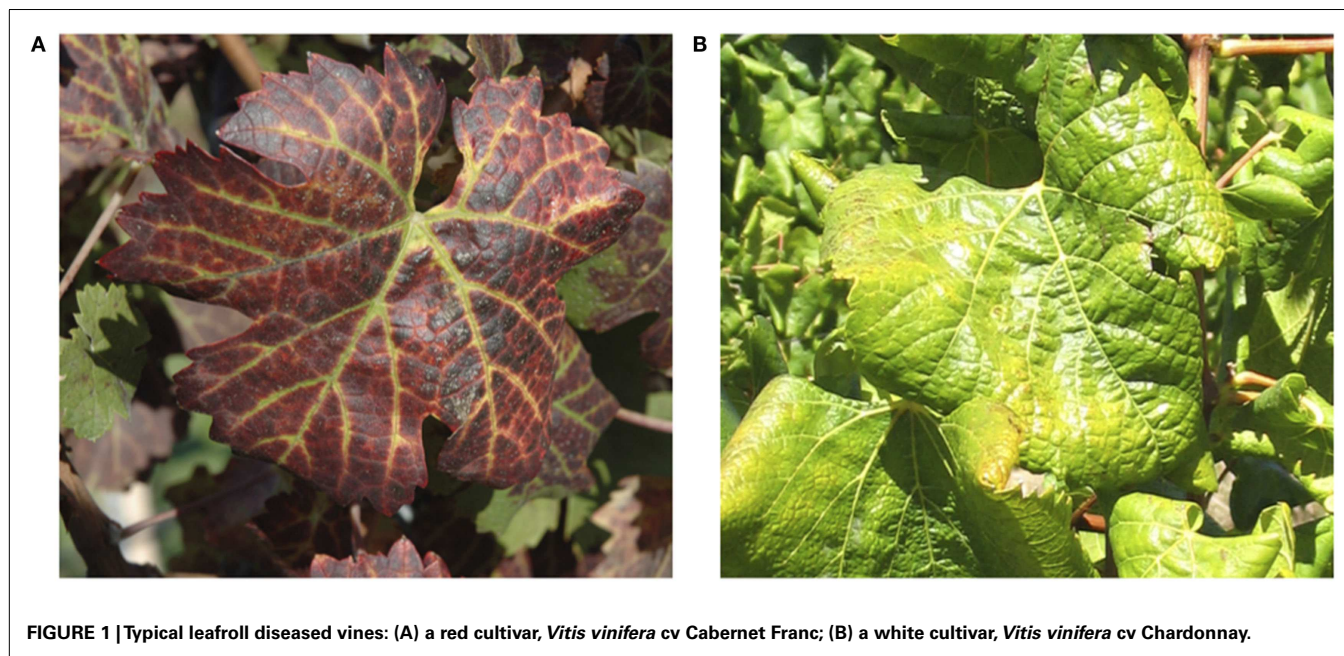 A
B
FIGURE 1 | Typical leafroll diseased vines: (A) a red cultivar, Vitis vinifera cv Cabernet Franc; (B) a white cultivar, Vitis vinifera cv Chardonnay.